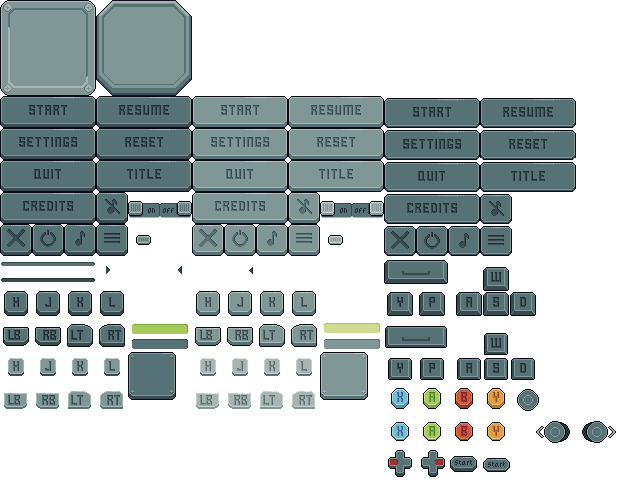 START RESUME START RESUME START RESUME
SETTINGS RESET SETTINGS RESET SETTINGS RESET
QUIT TITLE QUIT TITLE QUIT TITLE
CREDITS ON OFF CREDITS ON OFF CREDITS
W
H J K L H J K L Y P A S D
LB RB LT RT LB RB LT RT
W
H J K L H J K L Y P A S D
LB RB LT RT LB RB LT RT X A B Y
X A B Y
Start Start